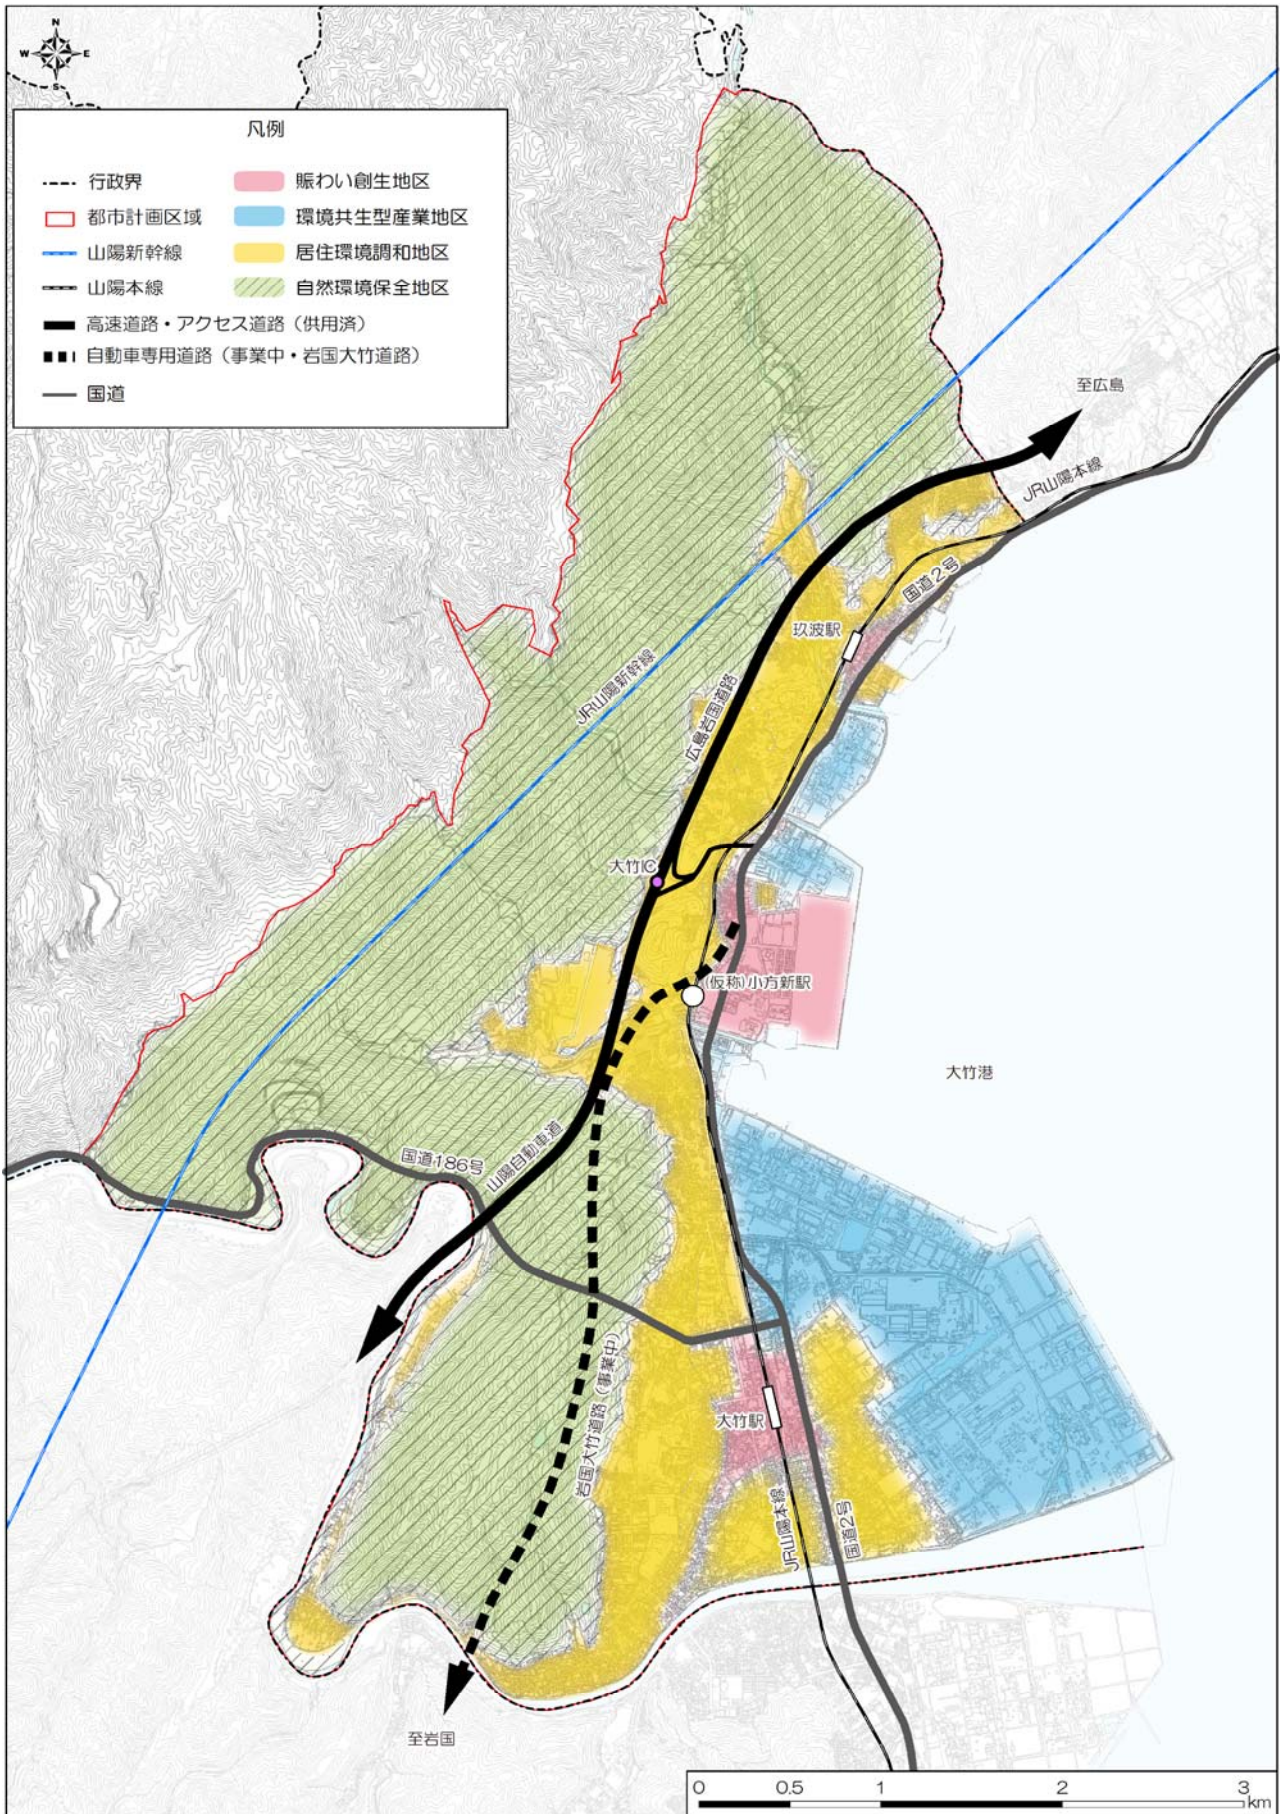 N
W E
S
凡例
行政界
賑わい創生地区
都市計画区域
環境共生型産業地区
山陽新幹線
居住環境調和地区
山陽本線
自然環境保全地区
高速道路・アクセス道路（供用済）
自動車専用道路（事業中・岩国大竹道路）
国道
至広島
JR山陽本線
国道2号
玖波駅
JR山陽新幹線
広島岩国道路
大竹IC
(仮称)小方新駅
大竹港
国道186号
山陽自動車道
岩国大竹道路（事業中）
大竹駅
JR山陽本線
国道2号
至岩国
0 0.5 1 2 3
km